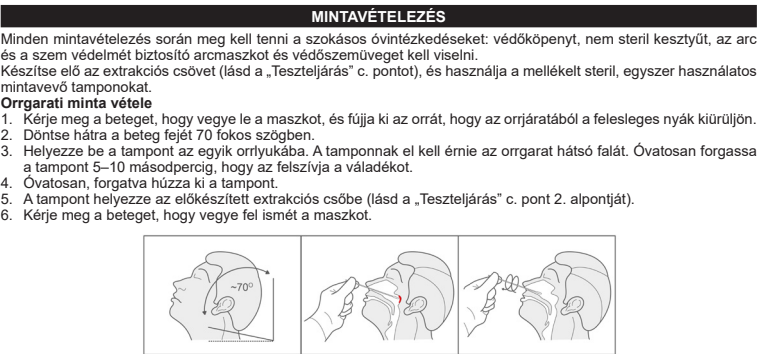 MINTAVÉTELEZÉS
Minden mintavételezés során meg kell tenni a szokásos óvintézkedéseket: védőköpenyt, nem steril kesztyűt, az arc
és a szem védelmét biztosító arcmaszkot és védőszemüveget kell viselni.
Készítse elő az extrakciós csövet (lásd a „Teszteljárás” c. pontot), és használja a mellékelt steril, egyszer használatos
mintavevő tamponokat.
Orrgarati minta vétele
1. Kérje meg a beteget, hogy vegye le a maszkot, és fújja ki az orrát, hogy az orrjáratából a felesleges nyák kiürüljön.
2. Döntse hátra a beteg fejét 70 fokos szögben.
3. Helyezze be a tampont az egyik orrlyukába. A tamponnak el kell érnie az orrgarat hátsó falát. Óvatosan forgassa
a tampont 5–10 másodpercig, hogy az felszívja a váladékot.
4. Óvatosan, forgatva húzza ki a tampont.
5. A tampont helyezze az előkészített extrakciós csőbe (lásd a „Teszteljárás” c. pont 2. alpontját).
6. Kérje meg a beteget, hogy vegye fel ismét a maszkot.
~70°